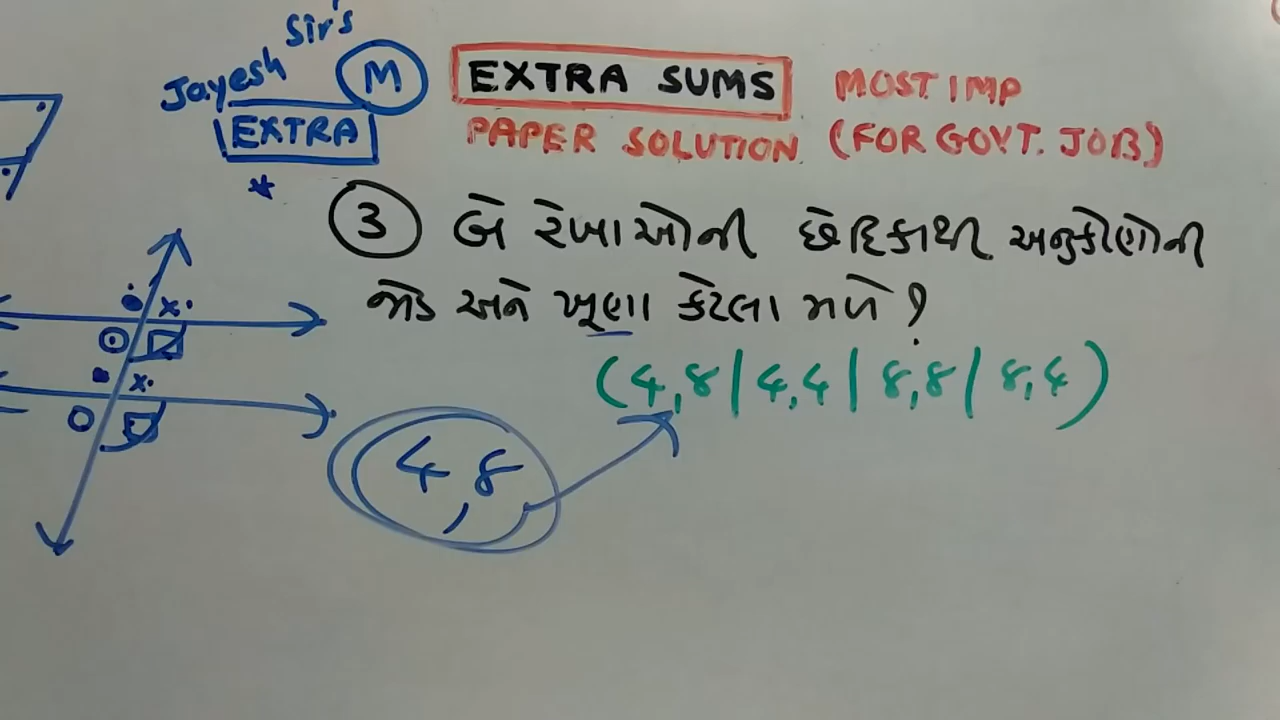 Jayesh Sir's
M
EXTRA
EXTRA SUMS MOST IMP
PAPER SOLUTION (FOR GOVT. JOB)
3 બે રેખાઓની છેદિકાથી અનુકોણોની
જોડ અને ખૂણા કેટલા મળે ?
(4,8 | 4,4 | 8,8 | 8,4)
4,8